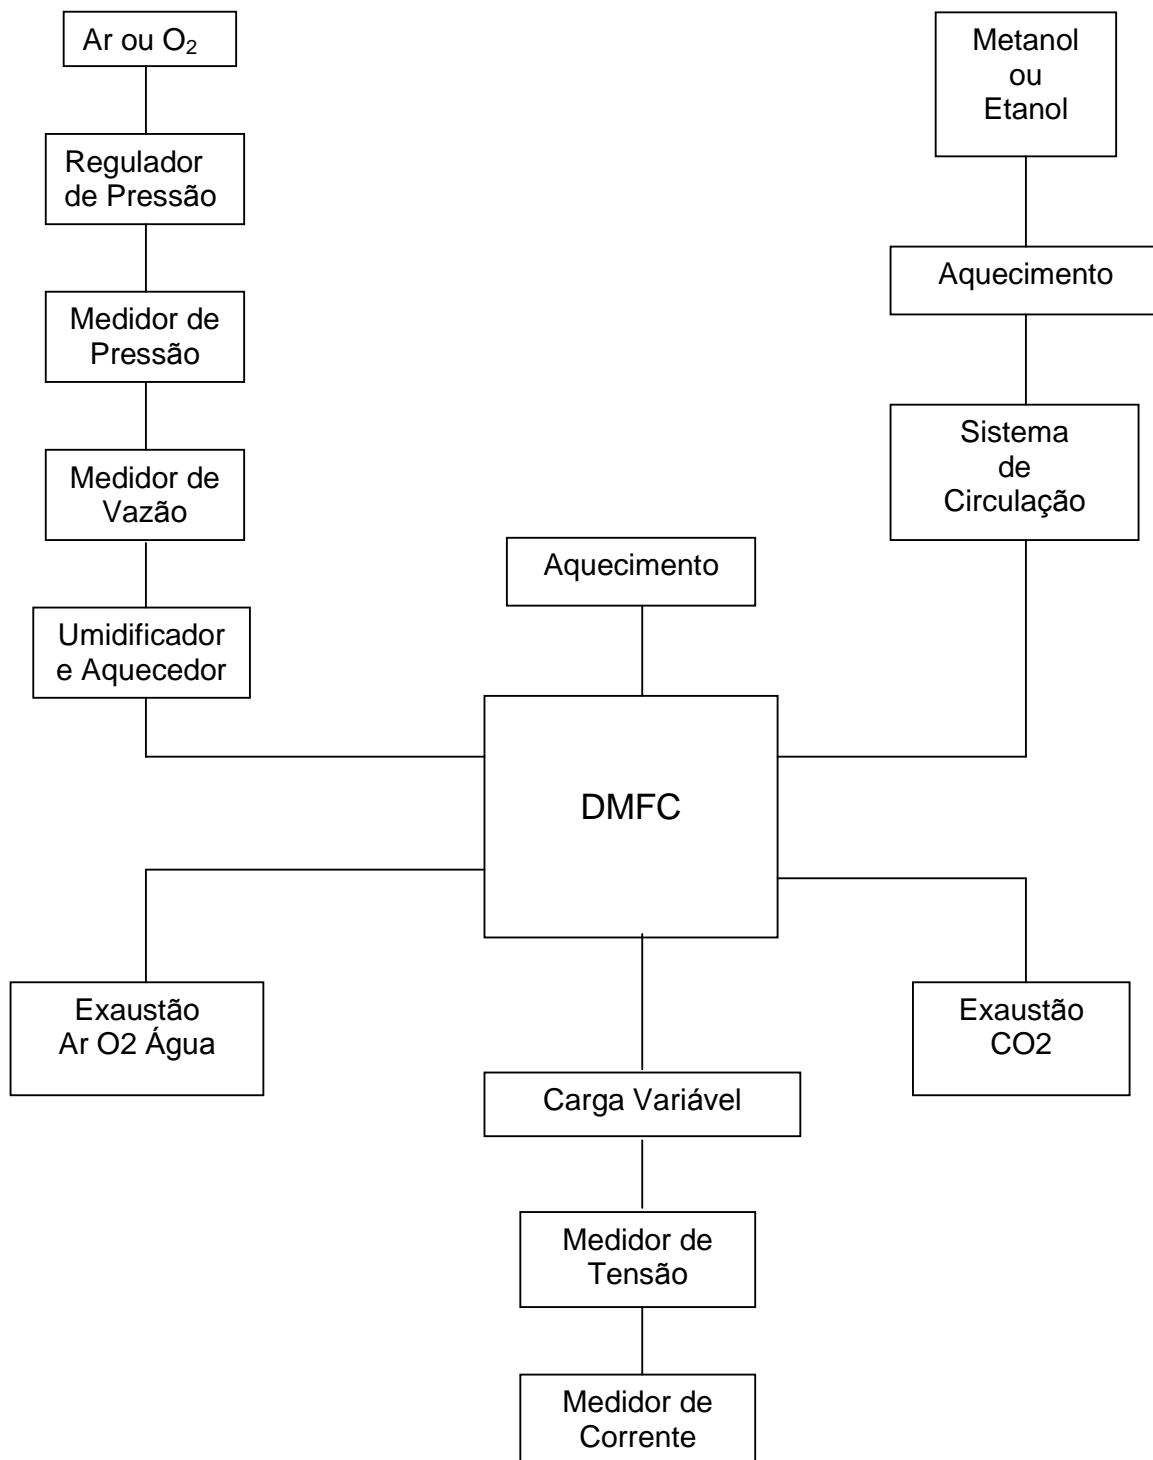 Ar ou O₂
Regulador
de Pressão
Medidor de
Pressão
Medidor de
Vazão
Umidificador
e Aquecedor
Metanol
ou
Etanol
Aquecimento
Sistema
de
Circulação
Aquecimento
DMFC
Exaustão
Ar O2 Água
Exaustão
CO2
Carga Variável
Medidor de
Tensão
Medidor de
Corrente